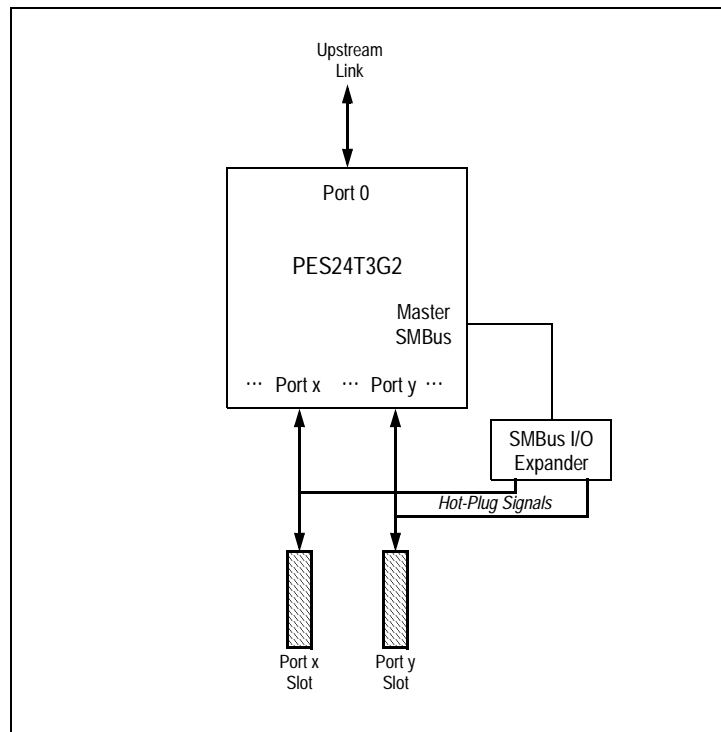 Upstream
Link
Port 0
PES24T3G2
Master
SMBus
··· Port x ··· Port y ···
SMBus I/O
Expander
Hot-Plug Signals
Port x
Slot
Port y
Slot